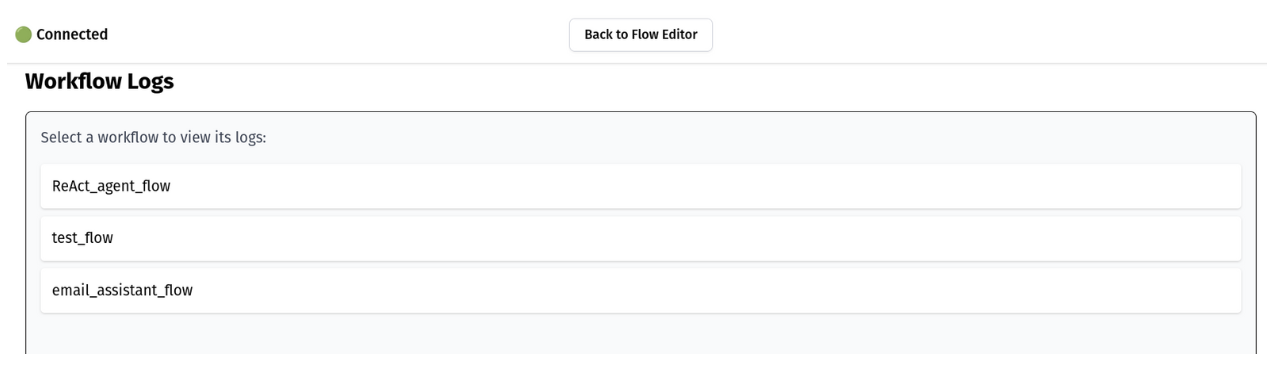 Connected
Back to Flow Editor
Workflow Logs
Select a workflow to view its logs:
ReAct_agent_flow
test_flow
email_assistant_flow